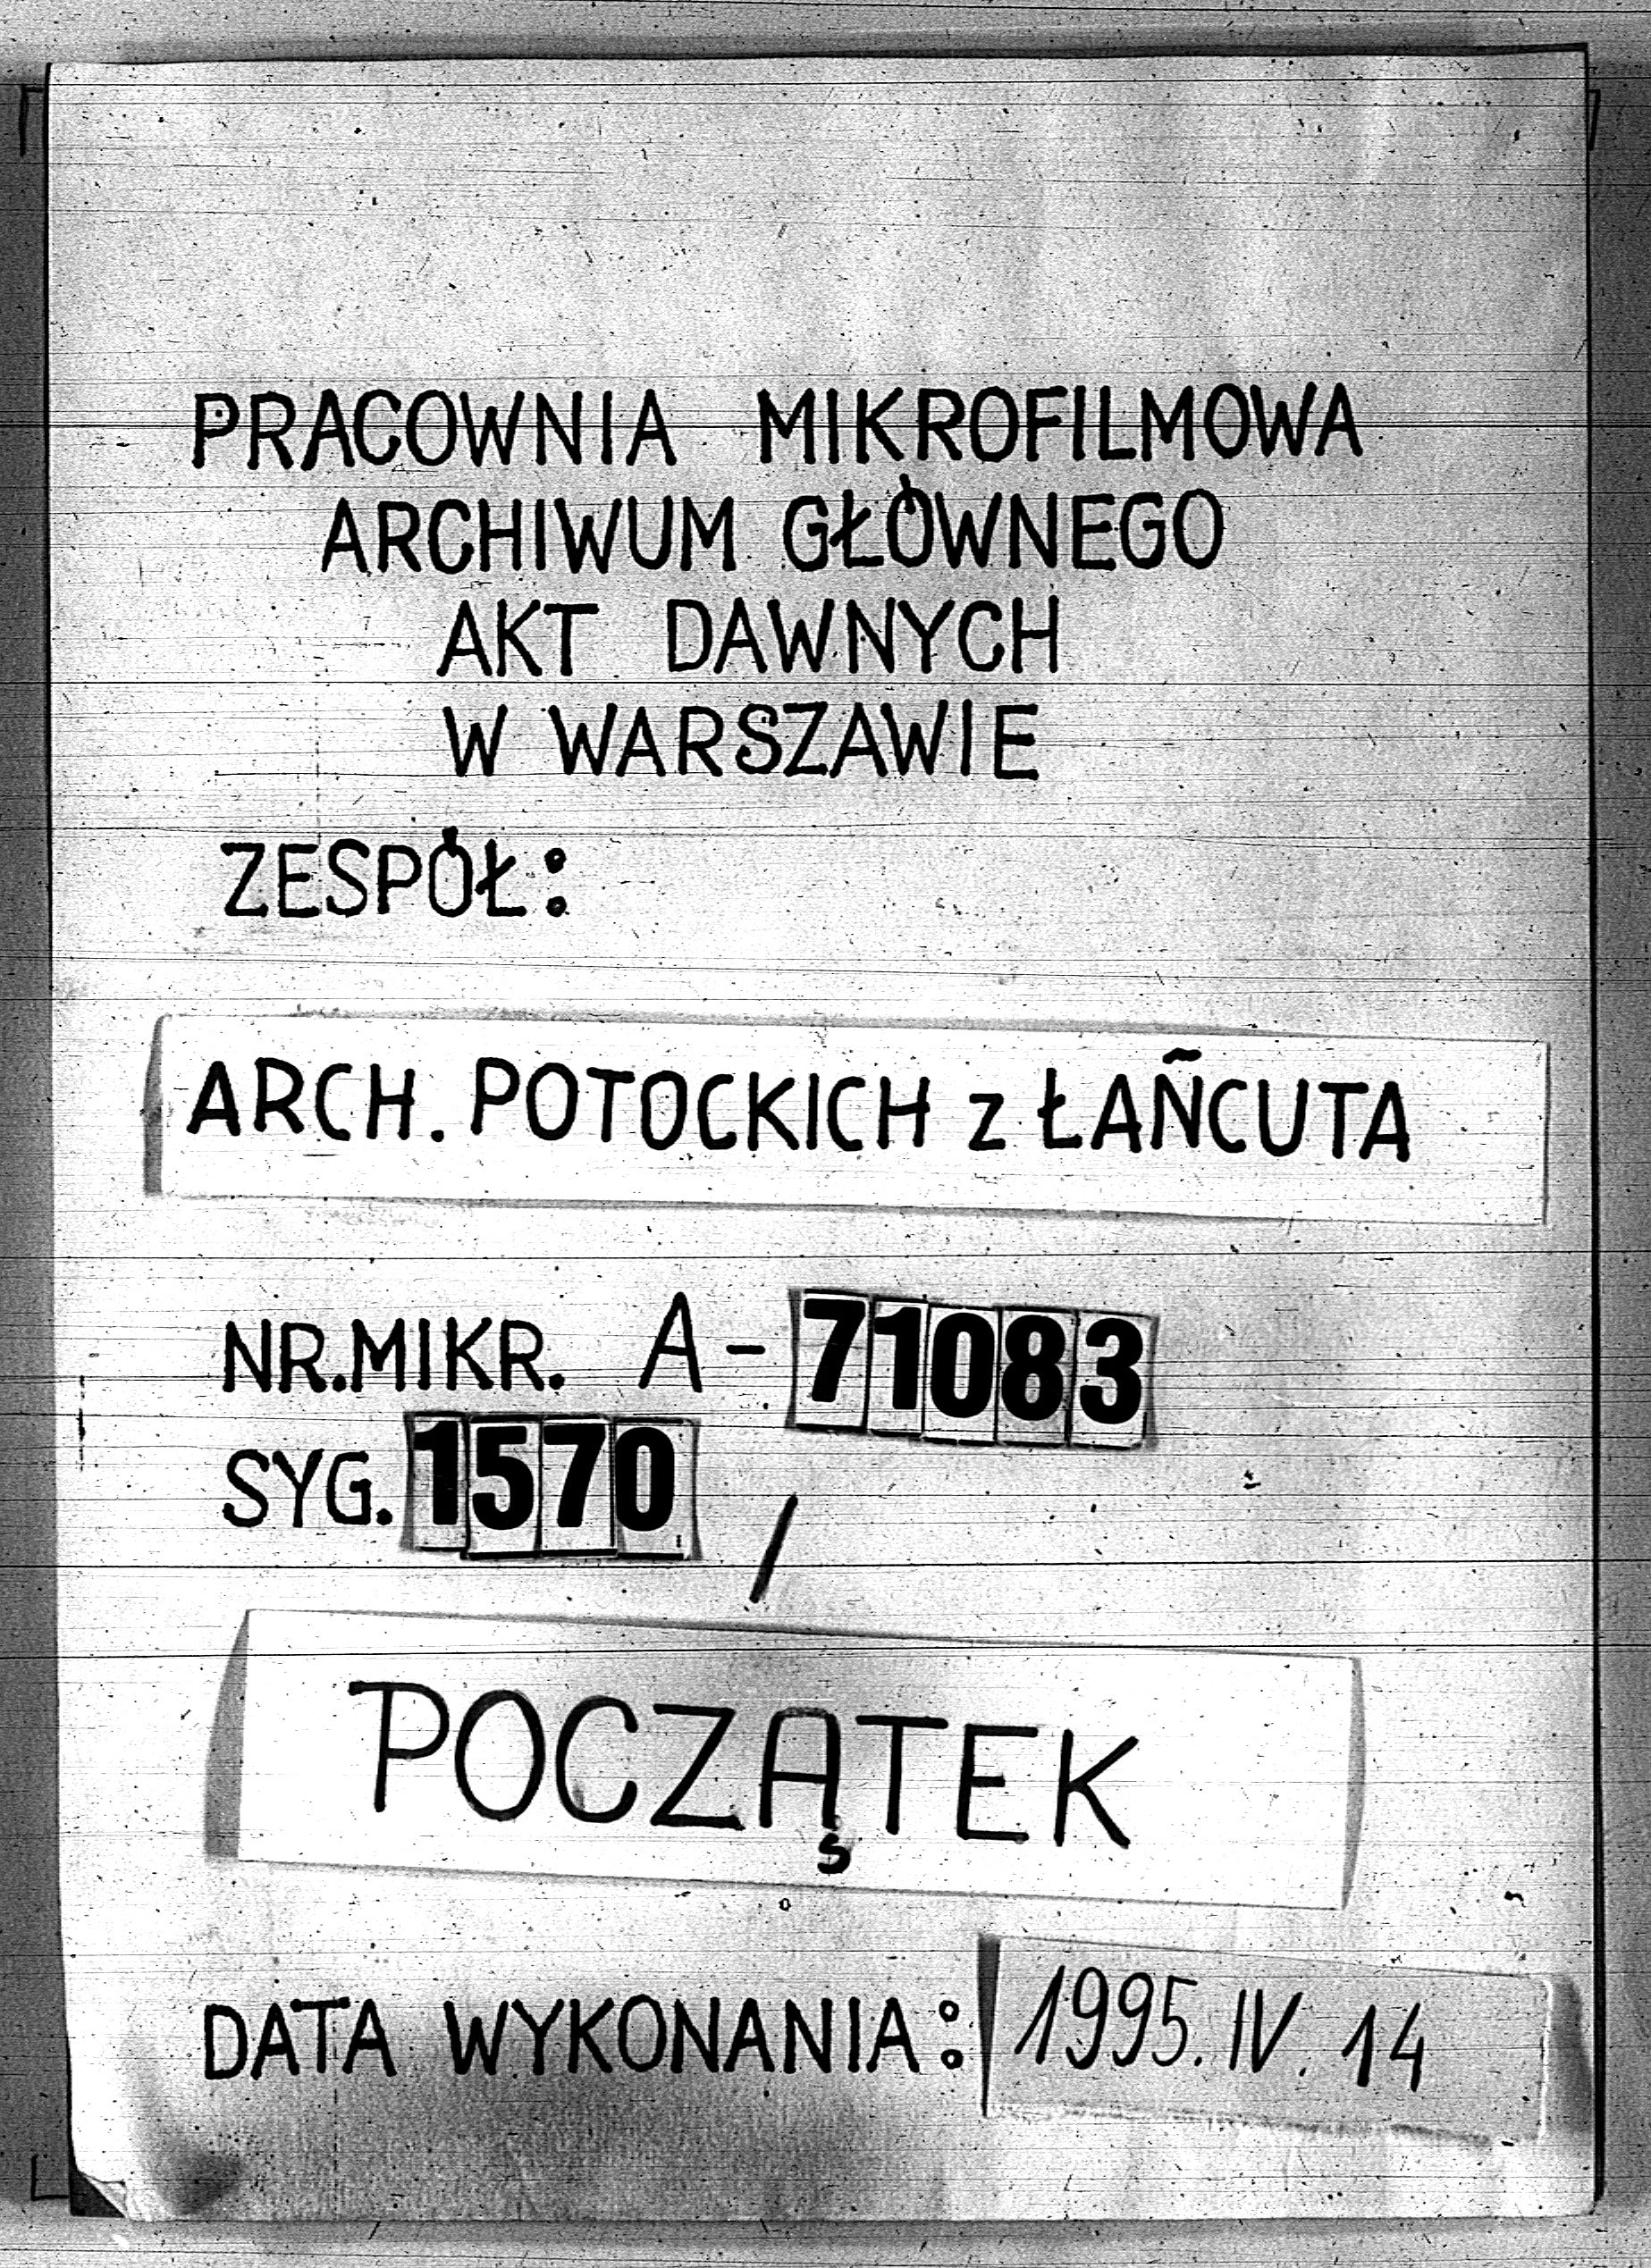 PRACOWNIA MIKROFILMOWA
ARCHIWUM GŁÓWNEGO
AKT DAWNYCH
W WARSZAWIE
ZESPÓŁ:
ARCH. POTOCKICH z ŁAÑCUTA
NR.MIKR. A-71083
SYG. 1570 /
POCZĄTEK
DATA WYKONANIA: 1995.IV.14